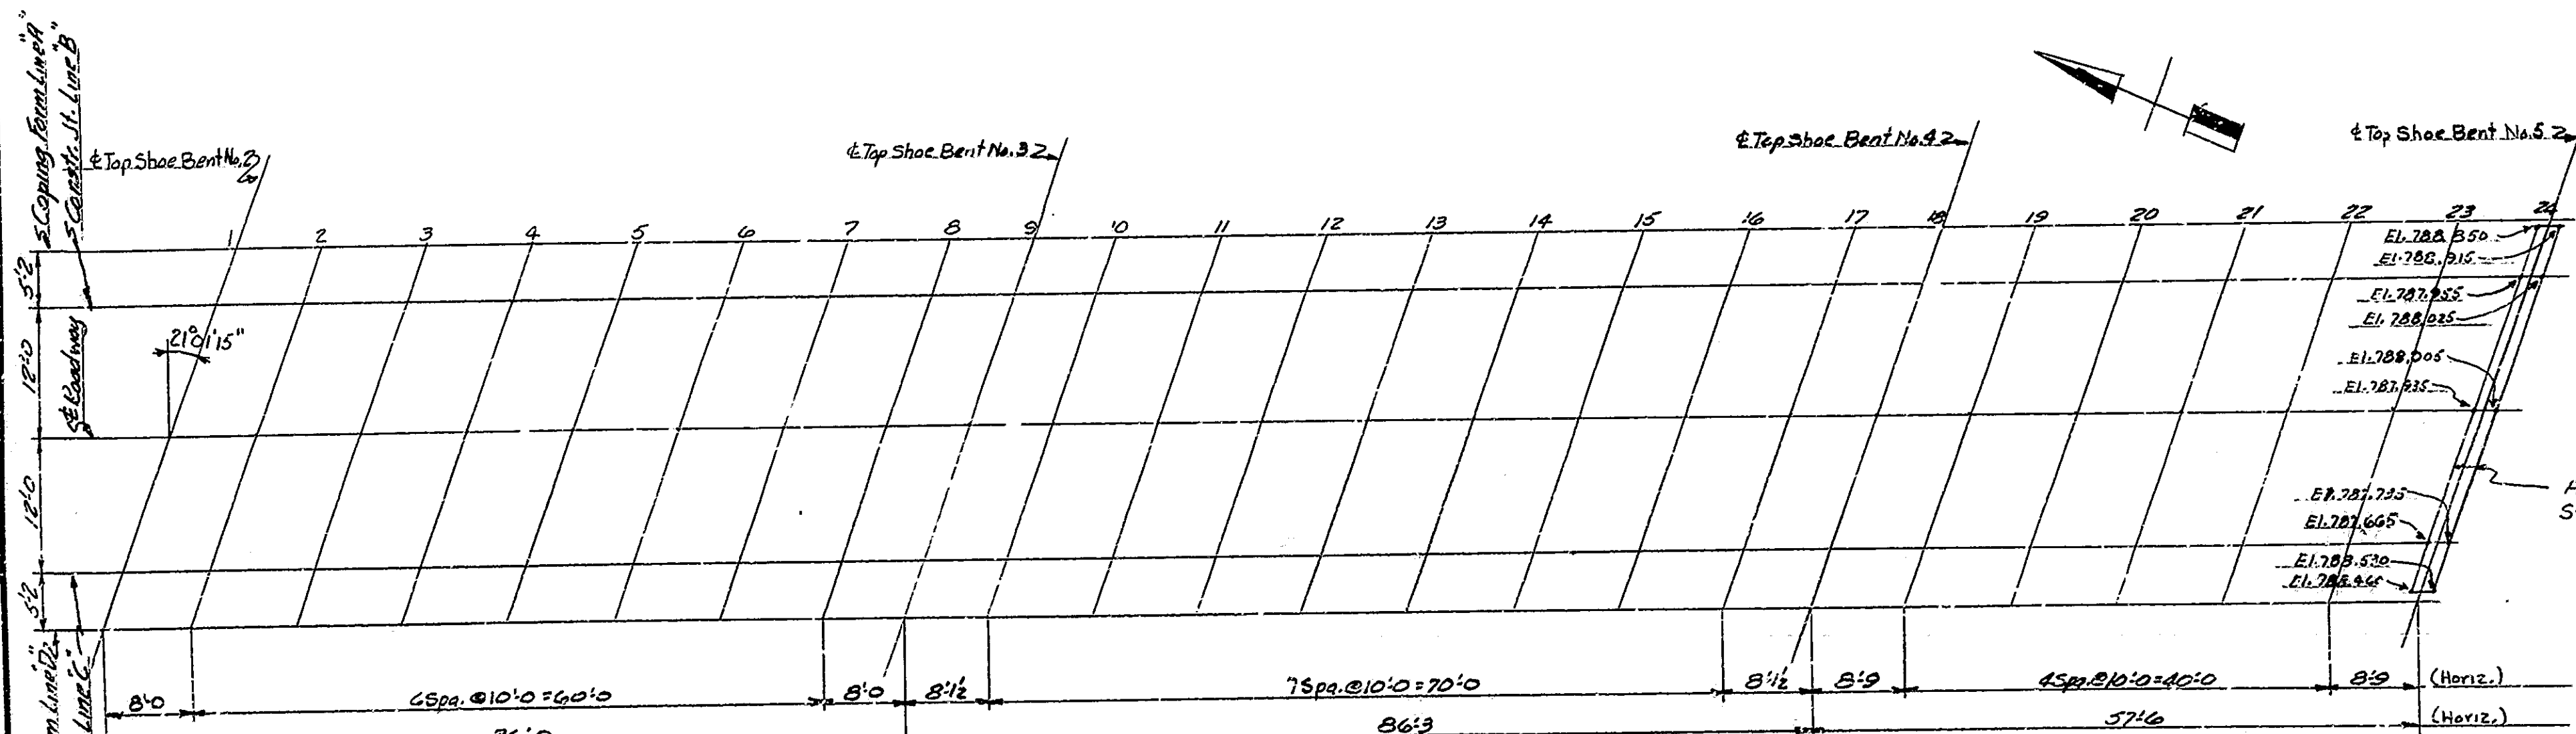 S Coping Form Line "A"
S Constr. Jt. Line "B"
℄ Top Shoe Bent No. 2
℄ Top Shoe Bent No. 3
℄ Top Shoe Bent No. 4
℄ Top Shoe Bent No. 5
1 2 3 4 5 6 7 8 9 10 11 12 13 14 15 16 17 18 19 20 21 22 23 24
El. 788.850
El. 788.915
El. 787.955
El. 788.025
El. 788.005
El. 787.935
El. 787.735
El. 787.665
El. 788.530
5'-2
12'-0
12'-0
5'-2
21°01'15"
S ℄ Roadway
Line "D"
Line "C"
8'-0
6 Spa. @ 10'-0 = 60'-0
8'-0
8'-1½
7 Spa. @ 10'-0 = 70'-0
8'-1½
8'-9
4 Spa. @ 10'-0 = 40'-0
8'-9
(Horiz.)
86'-3
57'-6
(Horiz.)